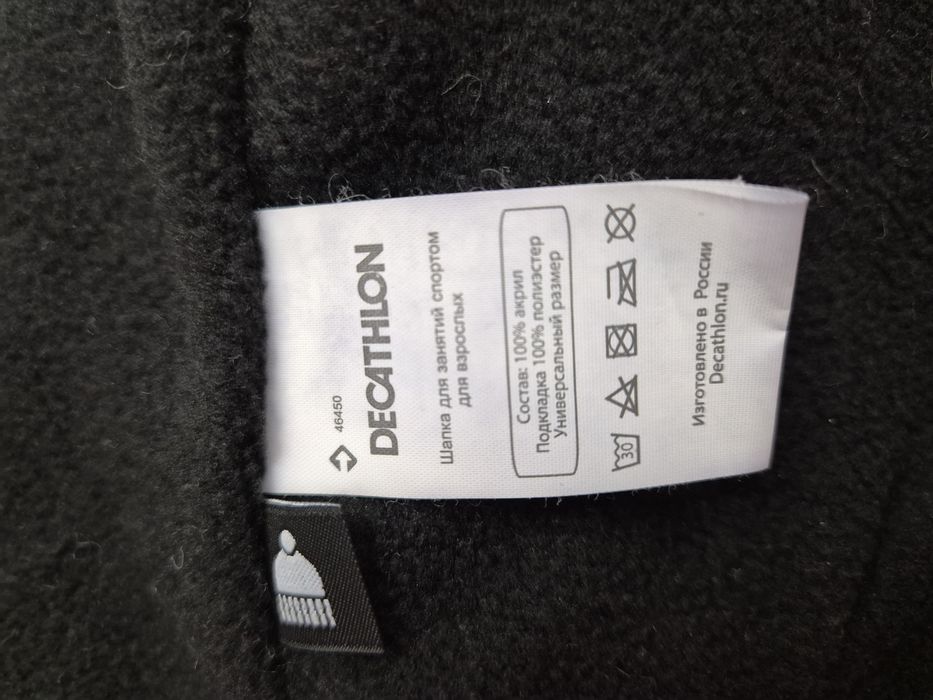 46450
DECATHLON
Шапка для занятий спортом
для взрослых
Состав: 100% акрил
Подкладка 100% полиэстер
Универсальный размер
30
Изготовлено в России
Decathlon.ru